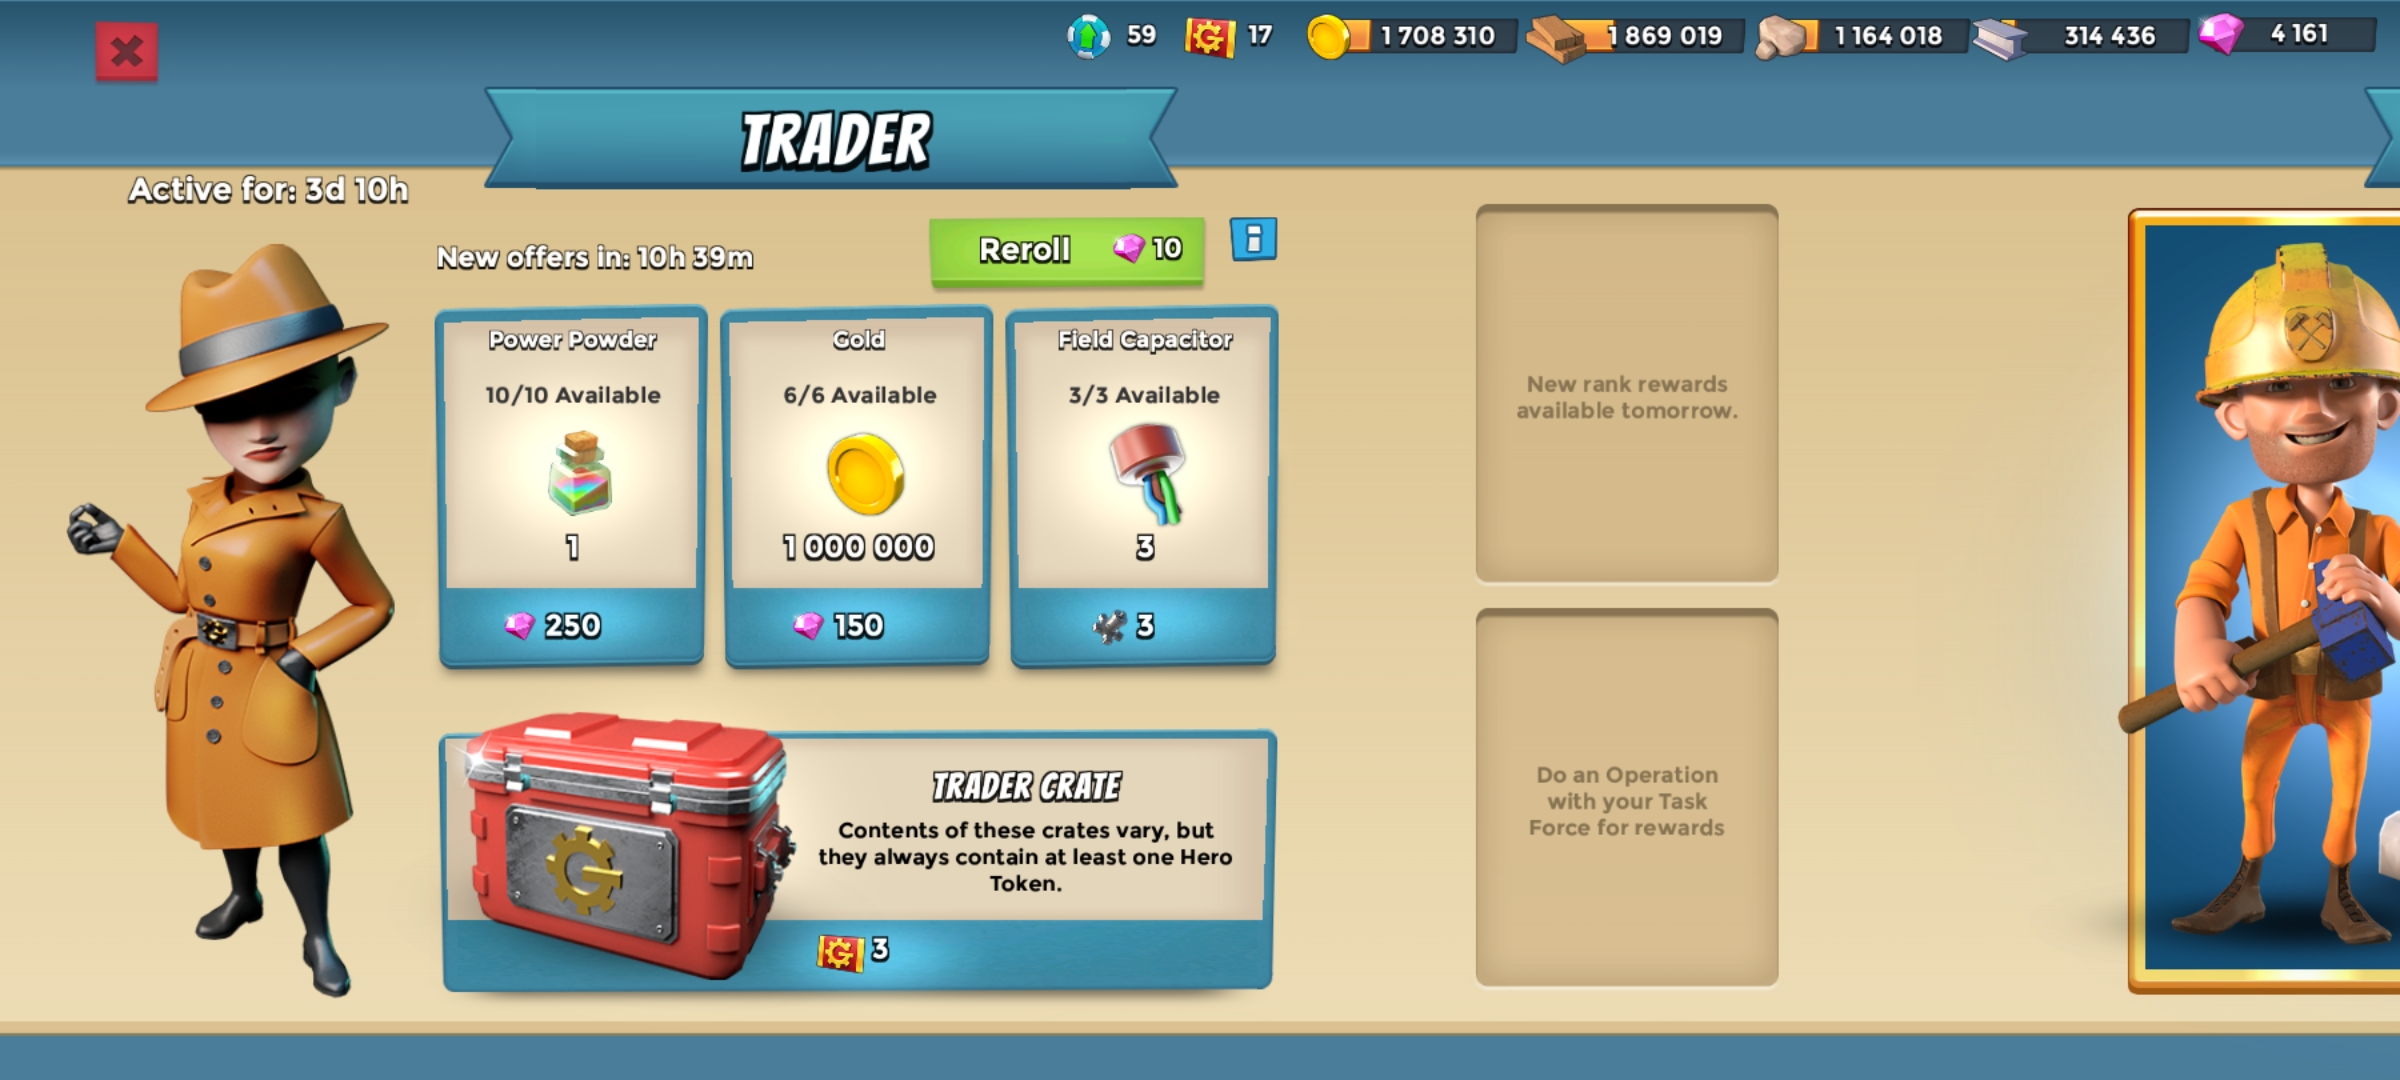 59
17
1 708 310
1 869 019
1 164 018
314 436
4 161
TRADER
Active for: 3d 10h
New offers in: 10h 39m
Reroll 10
i
Power Powder
10/10 Available
1
250
Gold
6/6 Available
1 000 000
150
Field Capacitor
3/3 Available
3
3
TRADER CRATE
Contents of these crates vary, but
they always contain at least one Hero
Token.
3
New rank rewards
available tomorrow.
Do an Operation
with your Task
Force for rewards